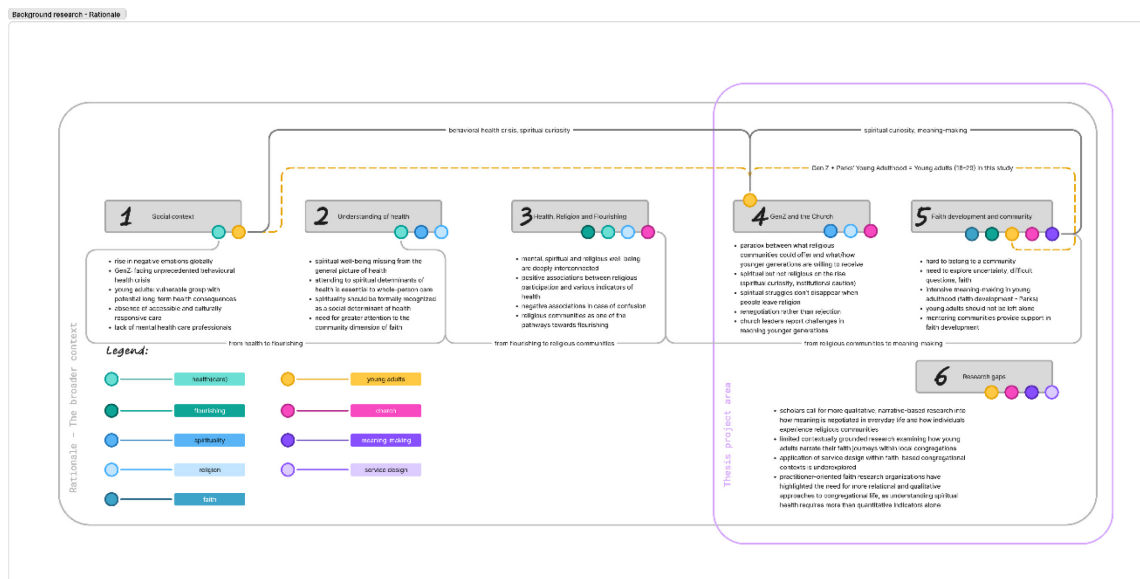 Background research - Rationale
behavioral health crisis, spiritual curiosity
spiritual curiosity, meaning-making
Gen Z + Parks' Young Adulthood = Young adults (18-29) in this study
1 Social context
• rise in negative emotions globally
• GenZ- facing unprecedented behavioural
health crisis
• young adults: vulnerable group with
potential long-term health consequences
• absence of accessible and culturally
responsive care
• lack of mental health care professionals
2 Understanding of health
• spiritual well-being missing from the
general picture of health
• attending to spiritual determinants of
health is essential to whole-person care
• spirituality should be formally recognized
as a social determinant of health
• need for greater attention to the
community dimension of faith
3 Health, Religion and Flourishing
• mental, spiritual and religious well-being
are deeply interconnected
• positive associations between religious
participation and various indicators of
health
• negative associations in case of confusion
• religious communities as one of the
pathways towards flourishing
4 GenZ and the Church
• paradox between what religious
communities could offer and what/how
younger generations are willing to receive
• spiritual but not religious on the rise
(spiritual curiosity, institutional caution)
• spiritual struggles don't disappear when
people leave religion
• renegotiation rather than rejection
• church leaders report challenges in
reaching younger generations
5 Faith development and community
• hard to belong to a community
• need to explore uncertainty, difficult
questions, faith
• intensive meaning-making in young
adulthood (faith development - Parks)
• young adults should not be left alone
• mentoring communities provide support in
faith development
from health to flourishing
from flourishing to religious communities
from religious communities to meaning-making
Rationale – The broader context
Legend:
health(care)
flourishing
spirituality
religion
faith
young adults
church
meaning-making
service design
Thesis project area
6 Research gaps
• scholars call for more qualitative, narrative-based research into
how meaning is negotiated in everyday life and how individuals
experience religious communities
• limited contextually grounded research examining how young
adults narrate their faith journeys within local congregations
• application of service design within faith-based congregational
contexts is underexplored
• practitioner-oriented faith research organizations have
highlighted the need for more relational and qualitative
approaches to congregational life, as understanding spiritual
health requires more than quantitative indicators alone